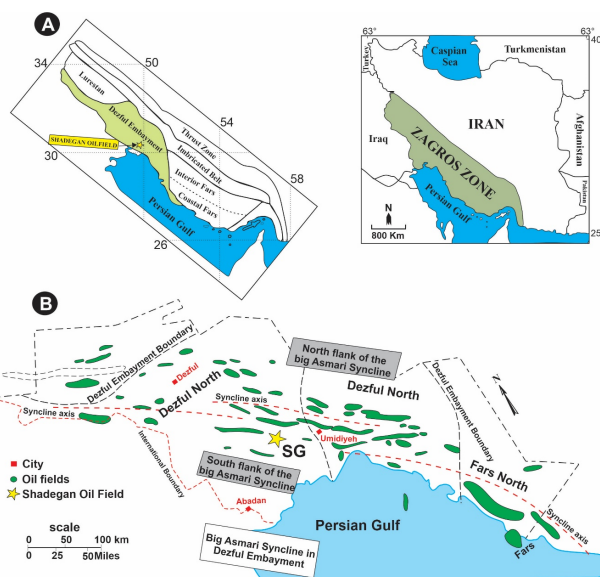 A
34
50
54
58
30
26
Lurestan
Dezful Embayment
SHADEGAN OILFIELD
Thrust Zone
Imbricated Belt
Interior Fars
Coastal Fars
Persian Gulf
63°
63°
40
25
Turkey
Caspian
Sea
Turkmenistan
IRAN
Afghanistan
Iraq
ZAGROS ZONE
Pakistan
Persian Gulf
N
800 Km
B
Dezful Embayment Boundary
Dezful
Dezful North
North flank of the
big Asmari Syncline
Dezful North
N
Syncline axis
Syncline axis
Umidiyeh
SG
Dezful Embayment
Boundary
International
Boundary
South flank of the
big Asmari Syncline
Fars North
Abadan
Syncline axis
Persian Gulf
Fars
City
Oil fields
Shadegan Oil Field
scale
0 50 100 km
0 25 50Miles
Big Asmari Syncline in
Dezful Embayment